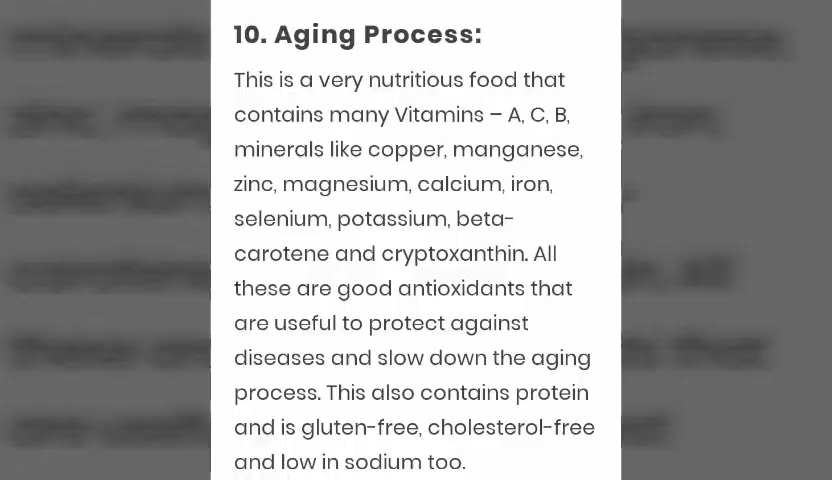 10. Aging Process:
This is a very nutritious food that
contains many Vitamins – A, C, B,
minerals like copper, manganese,
zinc, magnesium, calcium, iron,
selenium, potassium, beta-
carotene and cryptoxanthin. All
these are good antioxidants that
are useful to protect against
diseases and slow down the aging
process. This also contains protein
and is gluten-free, cholesterol-free
and low in sodium too.